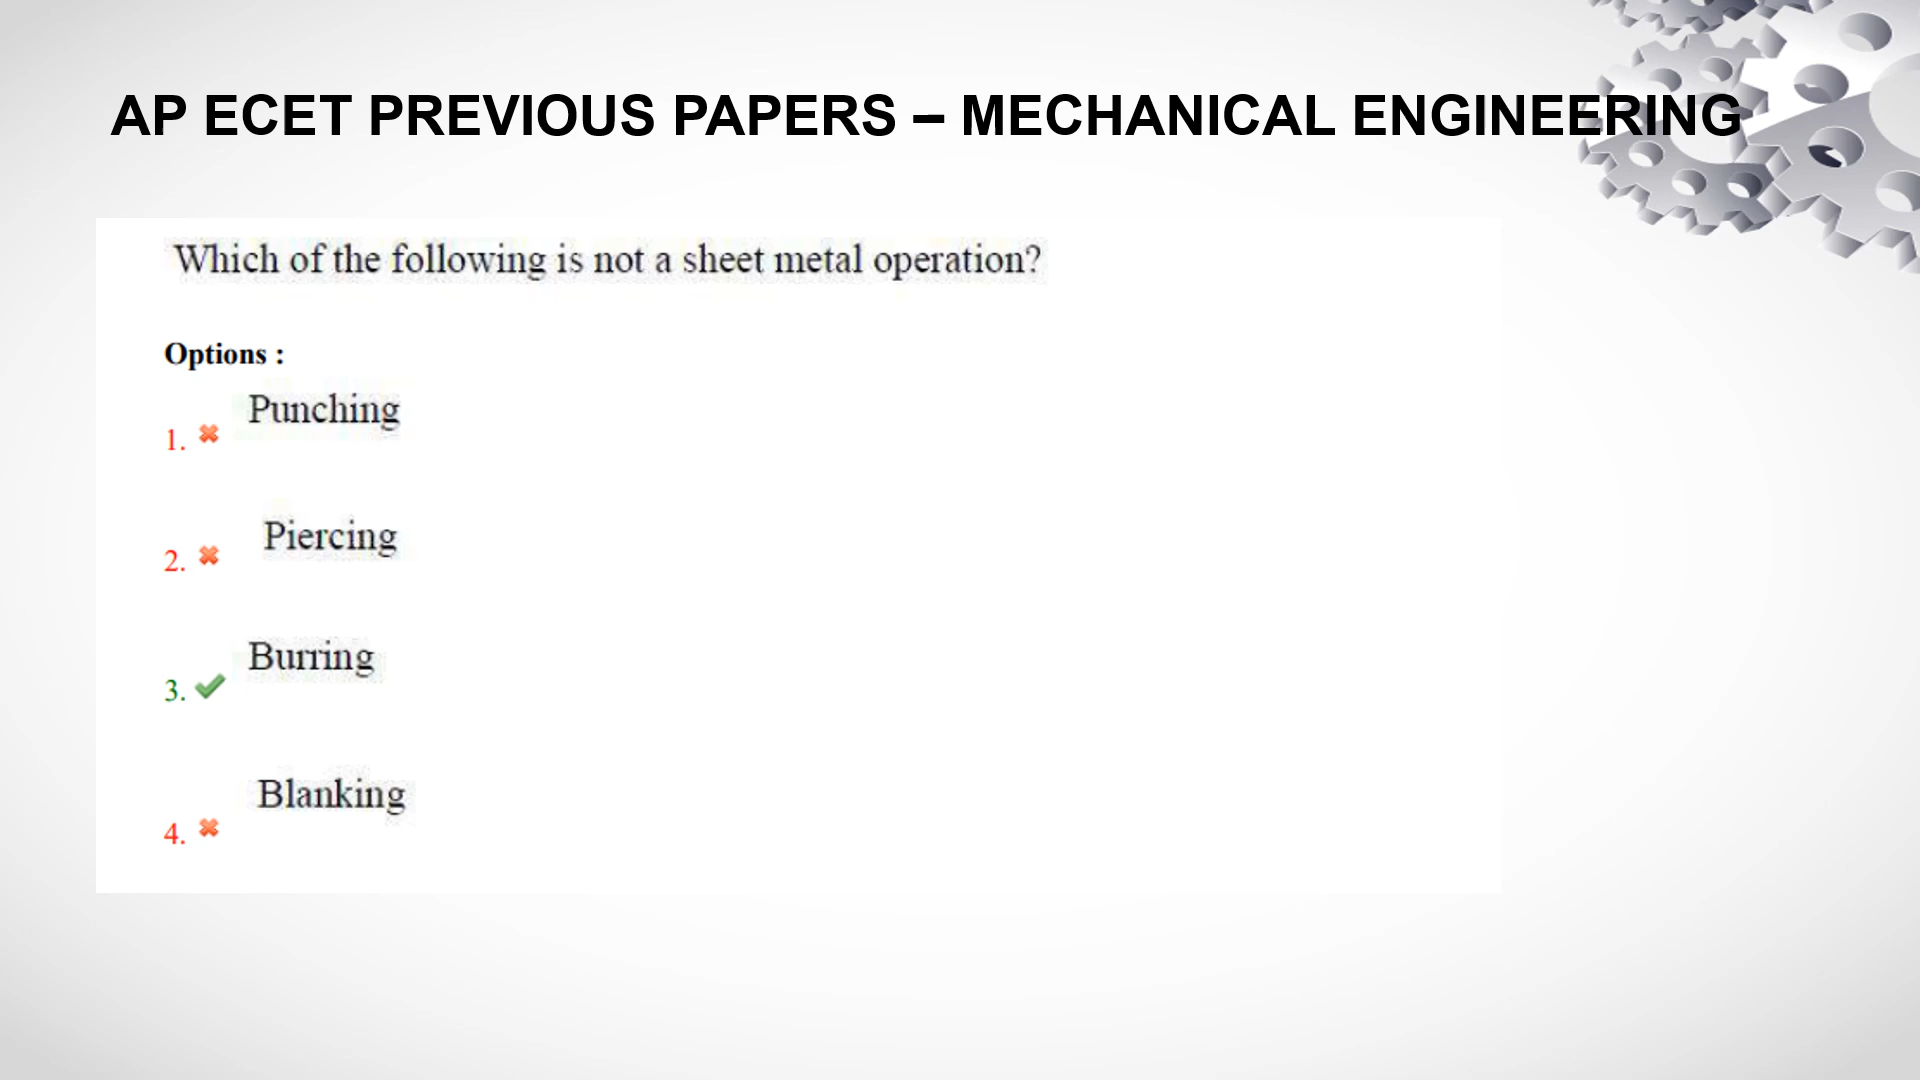 AP ECET PREVIOUS PAPERS – MECHANICAL ENGINEERING
Which of the following is not a sheet metal operation?
Options :
Punching
1.
Piercing
2.
Burring
3.
Blanking
4.